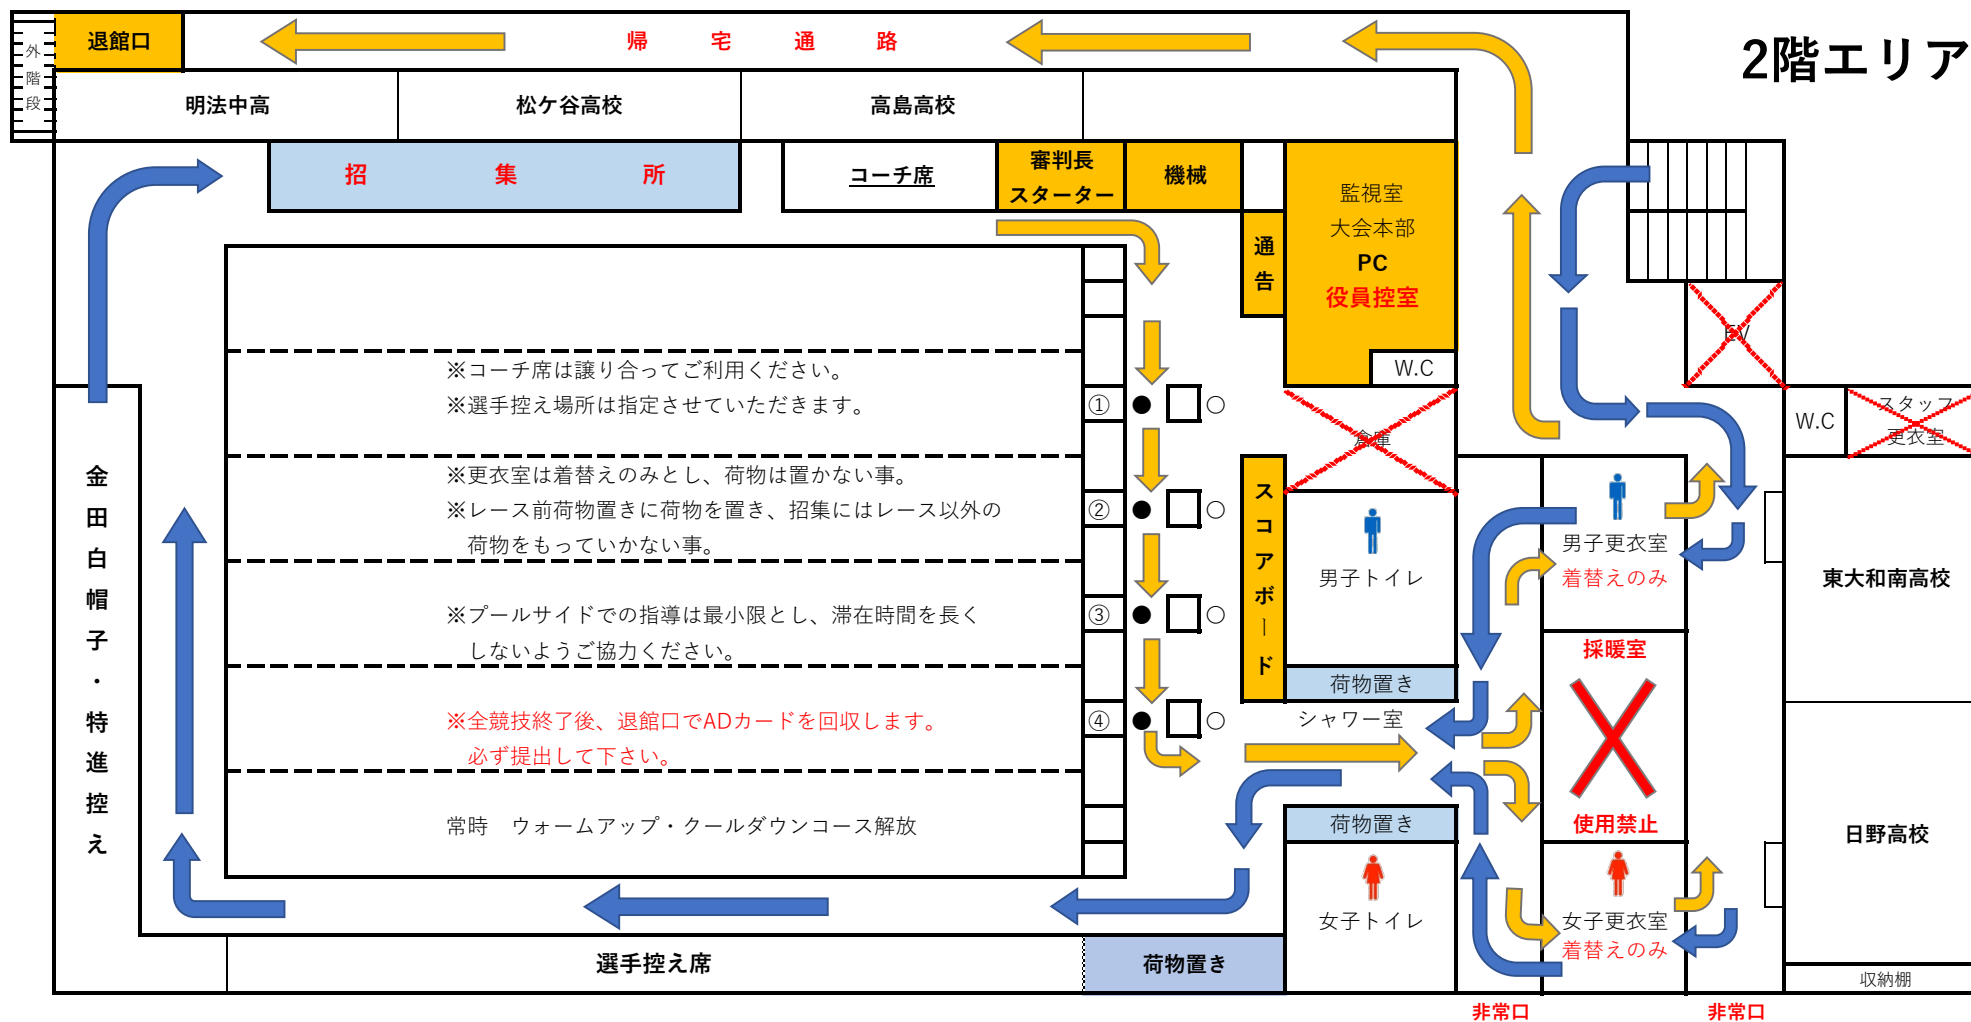 2階エリア
退館口
帰宅通路
外階段
明法中高
松ケ谷高校
高島高校
招集所
コーチ席
審判長
スターター
機械
通告
監視室
大会本部
PC
役員控室
W.C
EV
倉庫
W.C
スタッフ
更衣室
※コーチ席は譲り合ってご利用ください。
※選手控え場所は指定させていただきます。
①●○
※更衣室は着替えのみとし、荷物は置かない事。
※レース前荷物置きに荷物を置き、招集にはレース以外の
荷物をもっていかない事。
②●○
※プールサイドでの指導は最小限とし、滞在時間を長く
しないようご協力ください。
③●○
※全競技終了後、退館口でADカードを回収します。
必ず提出して下さい。
④●○
常時　ウォームアップ・クールダウンコース解放
金田白帽子・特進控え
スコアボード
男子トイレ
荷物置き
シャワー室
荷物置き
女子トイレ
男子更衣室
着替えのみ
採暖室
使用禁止
女子更衣室
着替えのみ
東大和南高校
日野高校
収納棚
選手控え席
荷物置き
非常口
非常口